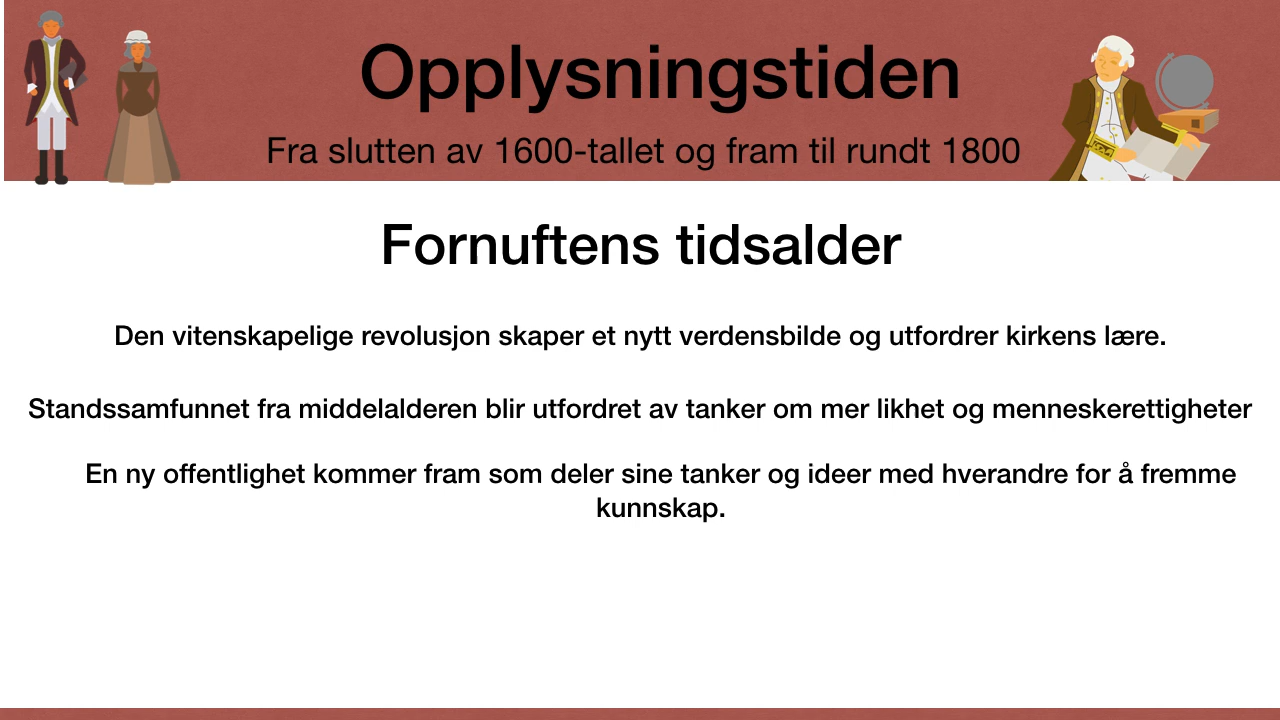 Opplysningstiden
Fra slutten av 1600-tallet og fram til rundt 1800
Fornuftens tidsalder
Den vitenskapelige revolusjon skaper et nytt verdensbilde og utfordrer kirkens lære.
Standssamfunnet fra middelalderen blir utfordret av tanker om mer likhet og menneskerettigheter
En ny offentlighet kommer fram som deler sine tanker og ideer med hverandre for å fremme
kunnskap.